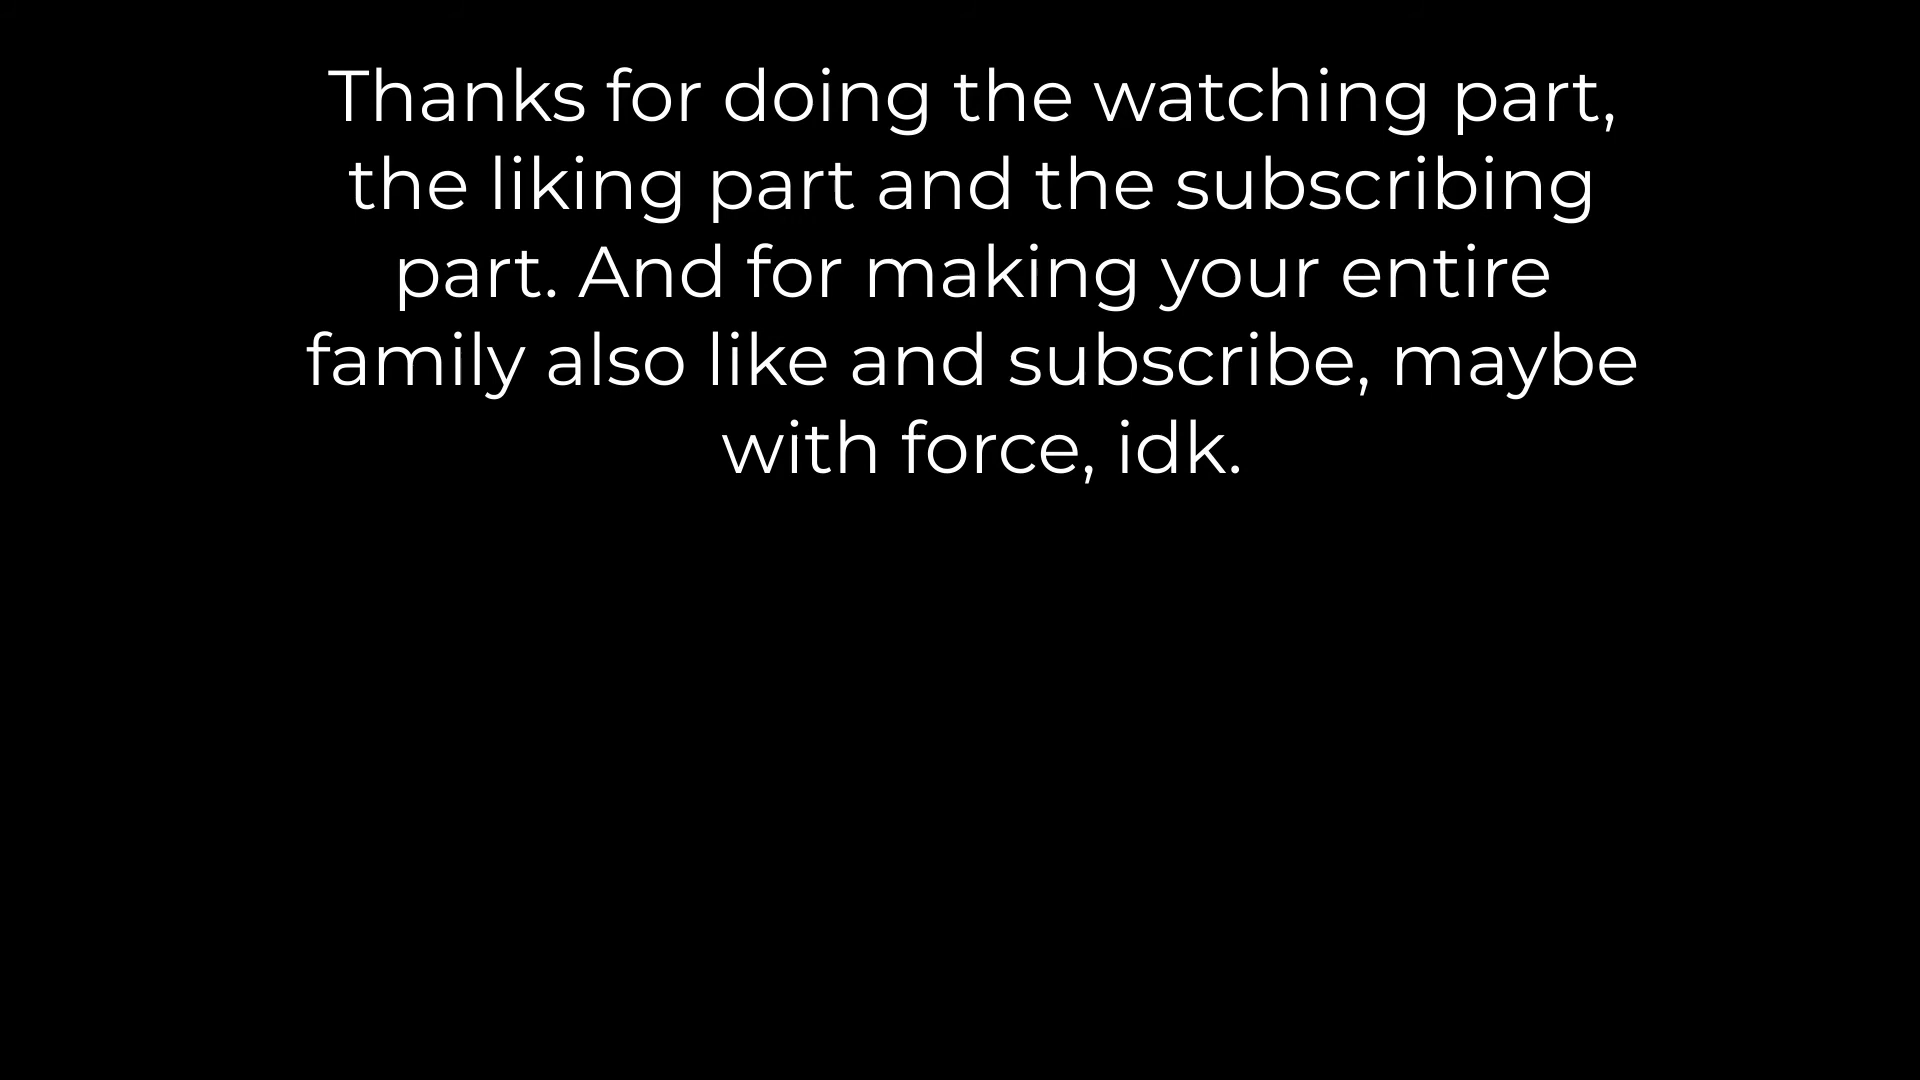 Thanks for doing the watching part,
the liking part and the subscribing
part. And for making your entire
family also like and subscribe, maybe
with force, idk.